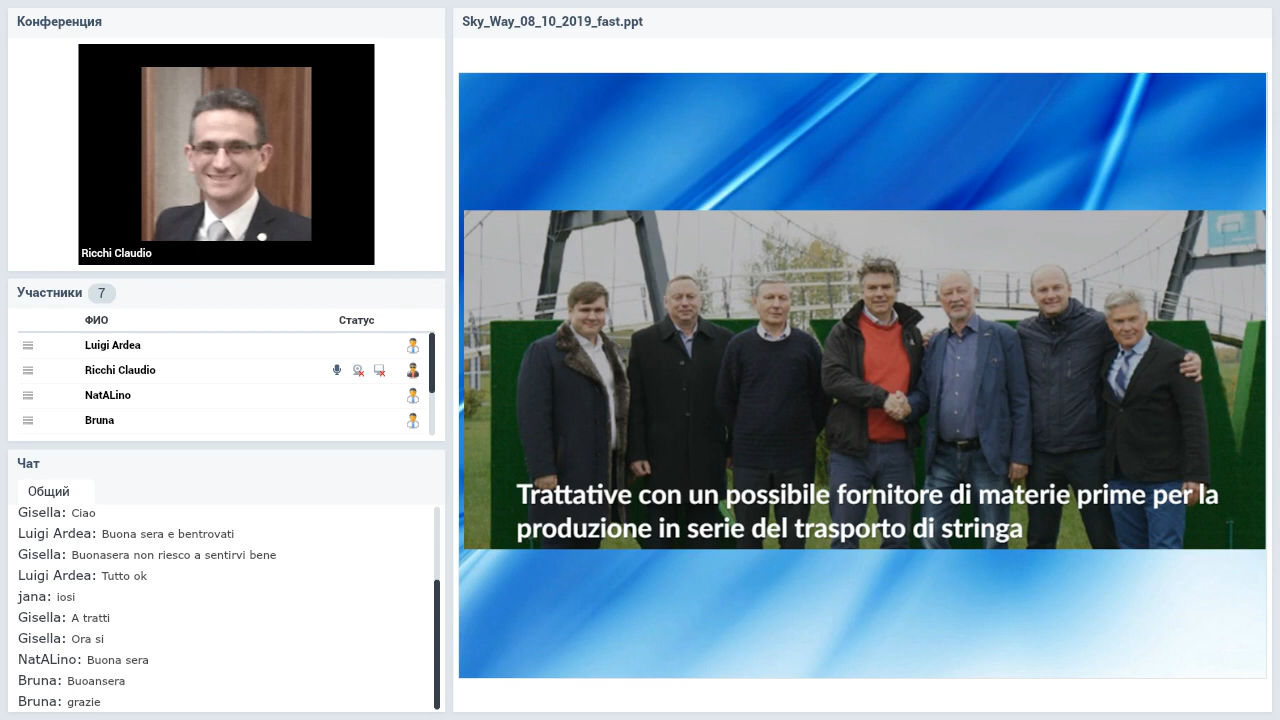 Конференция
Ricchi Claudio
Участники 7
ФИО Статус
Luigi Ardea
Ricchi Claudio
NatALino
Bruna
Чат
Общий
Gisella: Ciao
Luigi Ardea: Buona sera e bentrovati
Gisella: Buonasera non riesco a sentirvi bene
Luigi Ardea: Tutto ok
jana: iosi
Gisella: A tratti
Gisella: Ora si
NatALino: Buona sera
Bruna: Buoansera
Bruna: grazie
Sky_Way_08_10_2019_fast.ppt
Trattative con un possibile fornitore di materie prime per la
produzione in serie del trasporto di stringa